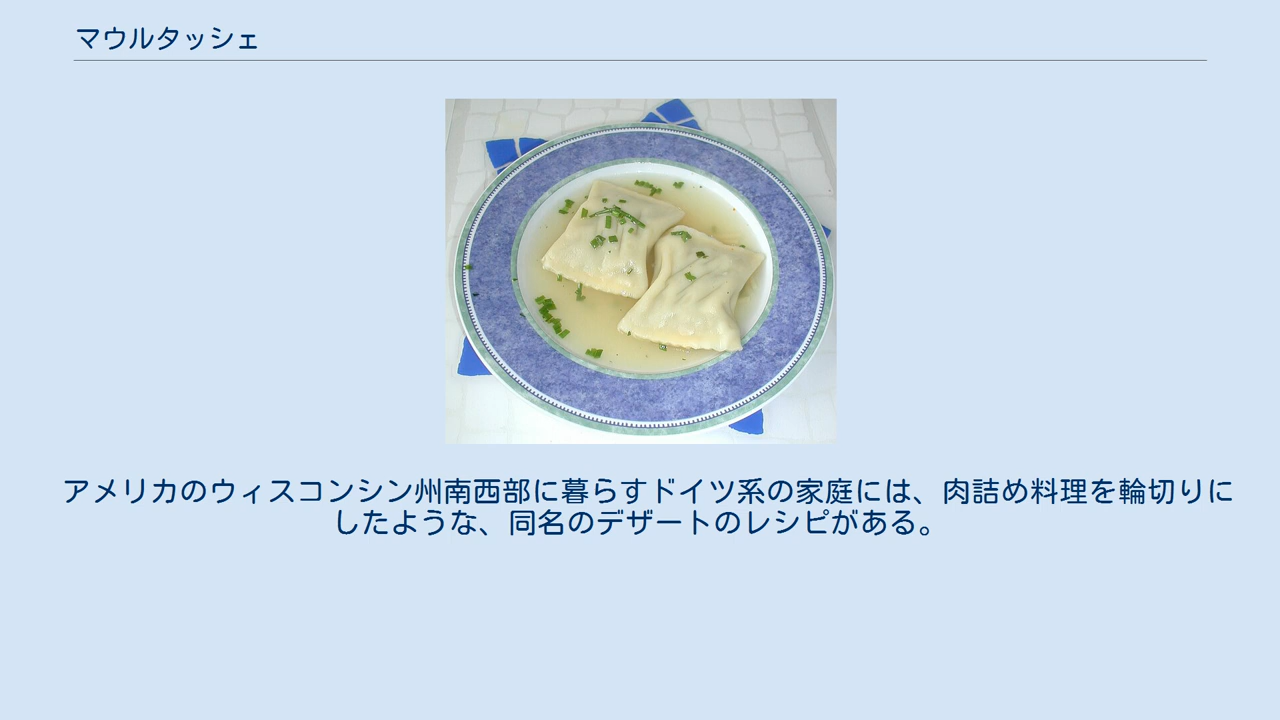 マウルタッシェ
アメリカのウィスコンシン州南西部に暮らすドイツ系の家庭には、肉詰め料理を輪切りに
したような、同名のデザートのレシピがある。